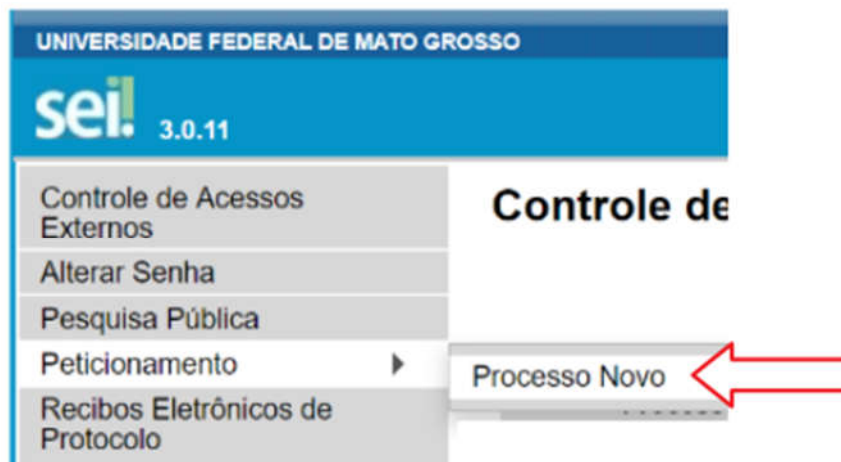 UNIVERSIDADE FEDERAL DE MATO GROSSO
sei! 3.0.11
Controle de Acessos
Externos
Controle de
Alterar Senha
Pesquisa Pública
Peticionamento
Processo Novo
Recibos Eletrônicos de
Protocolo